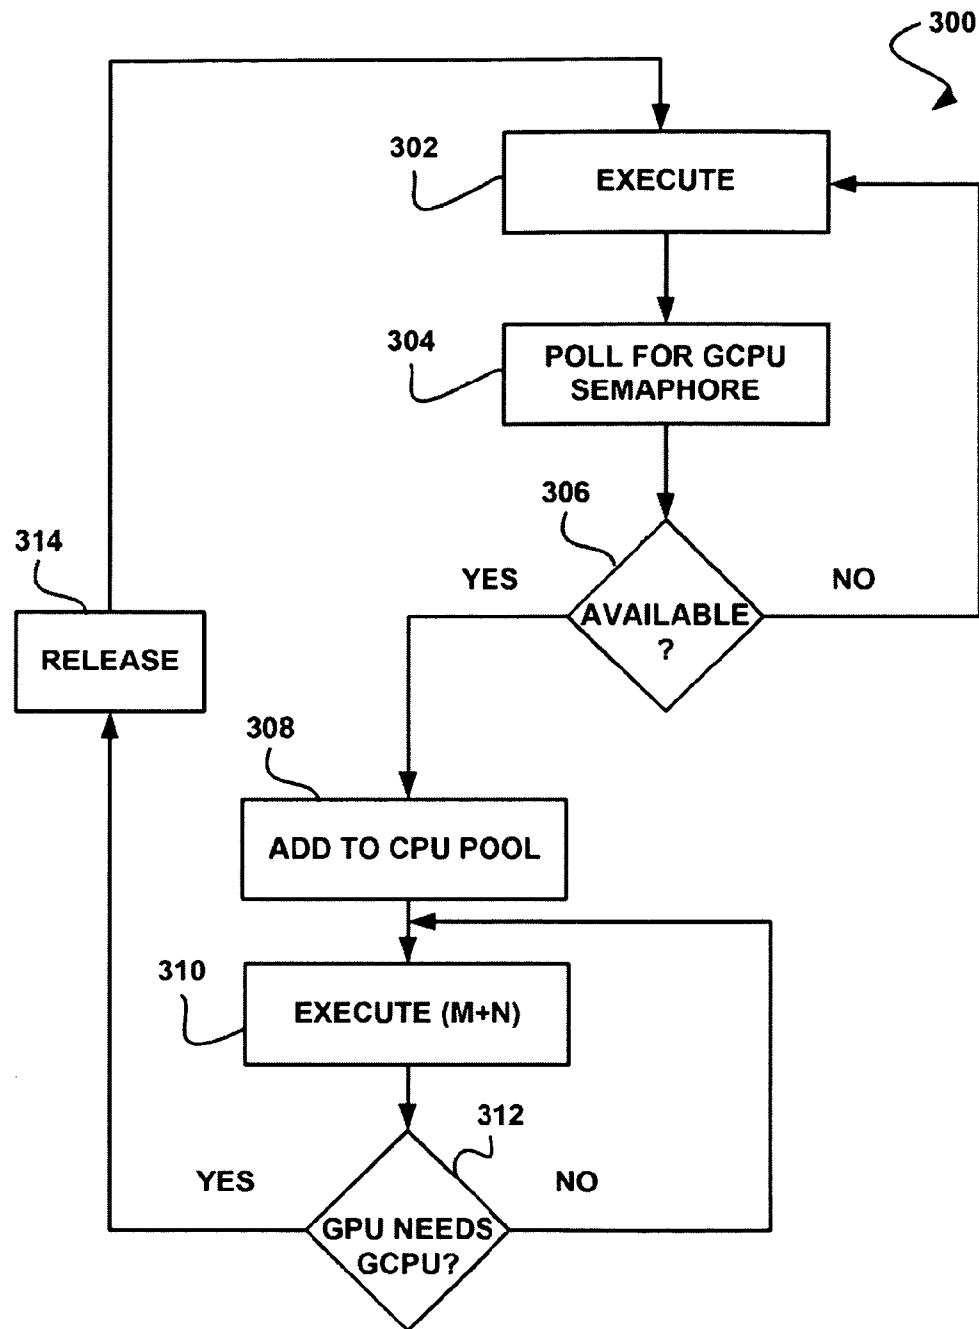 300
302
EXECUTE
304
POLL FOR GCPU
SEMAPHORE
306
YES
NO
AVAILABLE
?
314
RELEASE
308
ADD TO CPU POOL
310
EXECUTE (M+N)
312
YES
NO
GPU NEEDS
GCPU?